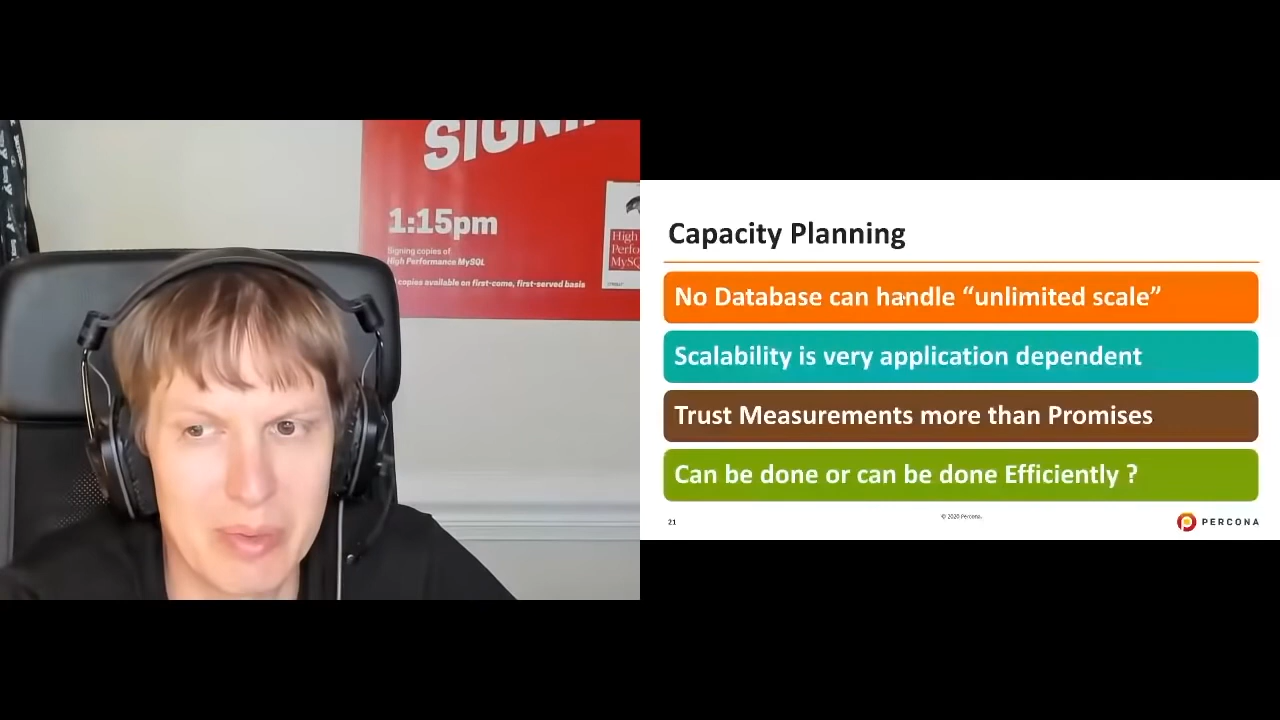 SIGNI
1:15pm
Signing copies of
High Performance MySQL
copies available on first-come, first-served basis
High
Perfo
MySQ
Capacity Planning
No Database can handle “unlimited scale”
Scalability is very application dependent
Trust Measurements more than Promises
Can be done or can be done Efficiently ?
21
© 2020 Percona.
PERCONA